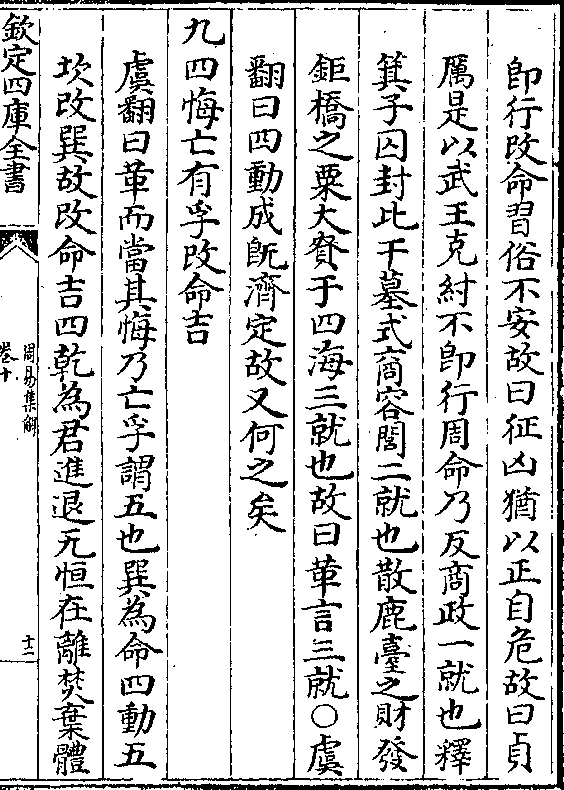 即行改命習俗不安故曰征凶猶以正自危故曰貞
厲是以武王克紂不即行周命乃反商政一就也釋
箕子囚封比干墓式商容閭二就也散鹿臺之財發
鉅橋之粟大賚于四海三就也故曰革言三就○虞
翻曰四動成既濟定故又何之矣
九四悔亡有孚改命吉
虞翻曰革而當其悔乃亡孚謂五也巽為命四動五
坎改巽故改命吉四乾為君進退无恒在離焚棄體
欽定四庫全書
周易集解
卷十
十二